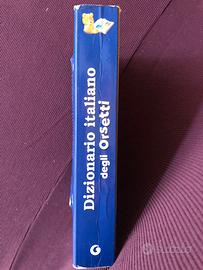 Dizionario italiano
degli Orsetti
G
subito